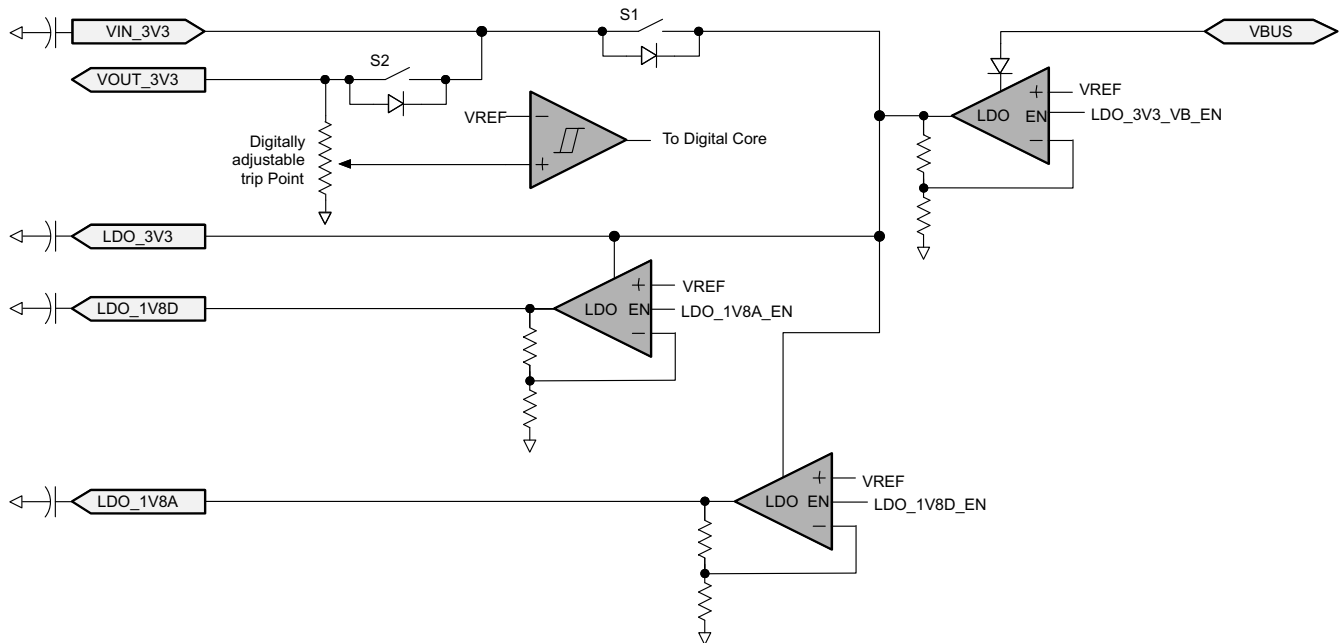 VIN_3V3
S1
VBUS
S2
VOUT_3V3
VREF
−
+
To Digital Core
Digitally
adjustable
trip Point
LDO
EN
+
−
VREF
LDO_3V3_VB_EN
LDO_3V3
LDO_1V8D
LDO
EN
+
−
VREF
LDO_1V8A_EN
LDO_1V8A
LDO
EN
+
−
VREF
LDO_1V8D_EN